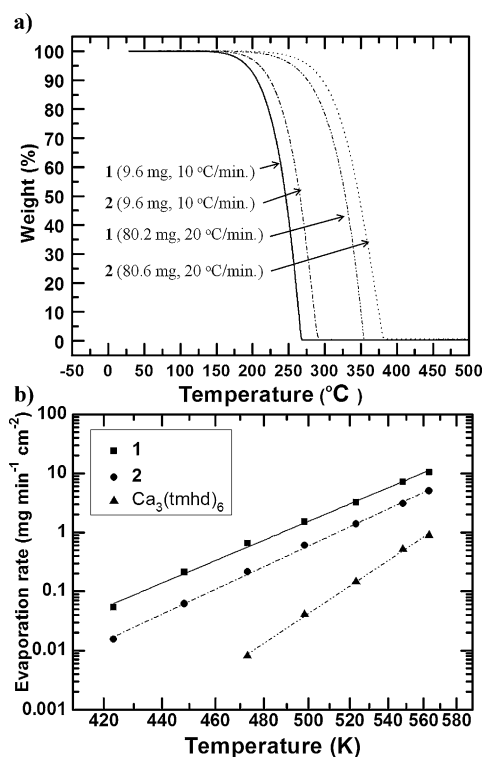 a)
100
90
80
70
60
50
40
30
20
10
0
Weight (%)
1 (9.6 mg, 10 °C/min.)
2 (9.6 mg, 10 °C/min.)
1 (80.2 mg, 20 °C/min.)
2 (80.6 mg, 20 °C/min.)
-50 0 50 100 150 200 250 300 350 400 450 500
Temperature (°C)
b)
100
10
1
0.1
0.01
0.001
Evaporation rate (mg min⁻¹ cm⁻²)
1
2
Ca₃(tmhd)₆
420 440 460 480 500 520 540 560 580
Temperature (K)